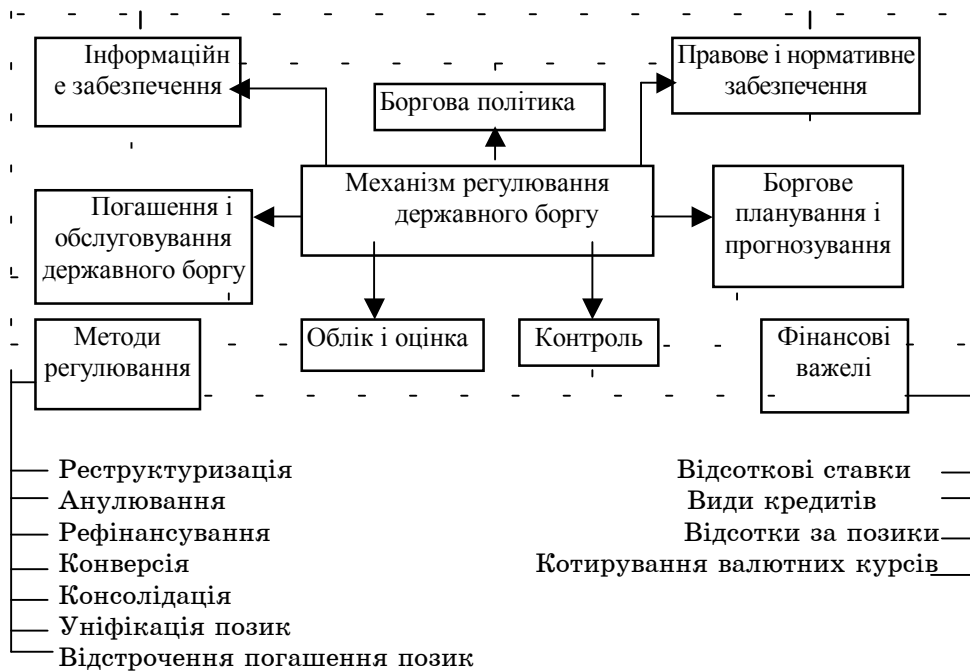 Інформаційн
е забезпечення
Правове і нормативне
забезпечення
Боргова політика
Механізм регулювання
державного боргу
Погашення і
обслуговування
державного боргу
Боргове
планування і
прогнозування
Методи
регулювання
Облік і оцінка
Контроль
Фінансові
важелі
Реструктуризація
Анулювання
Рефінансування
Конверсія
Консолідація
Уніфікація позик
Відстрочення погашення позик
Відсоткові ставки
Види кредитів
Відсотки за позики
Котирування валютних курсів